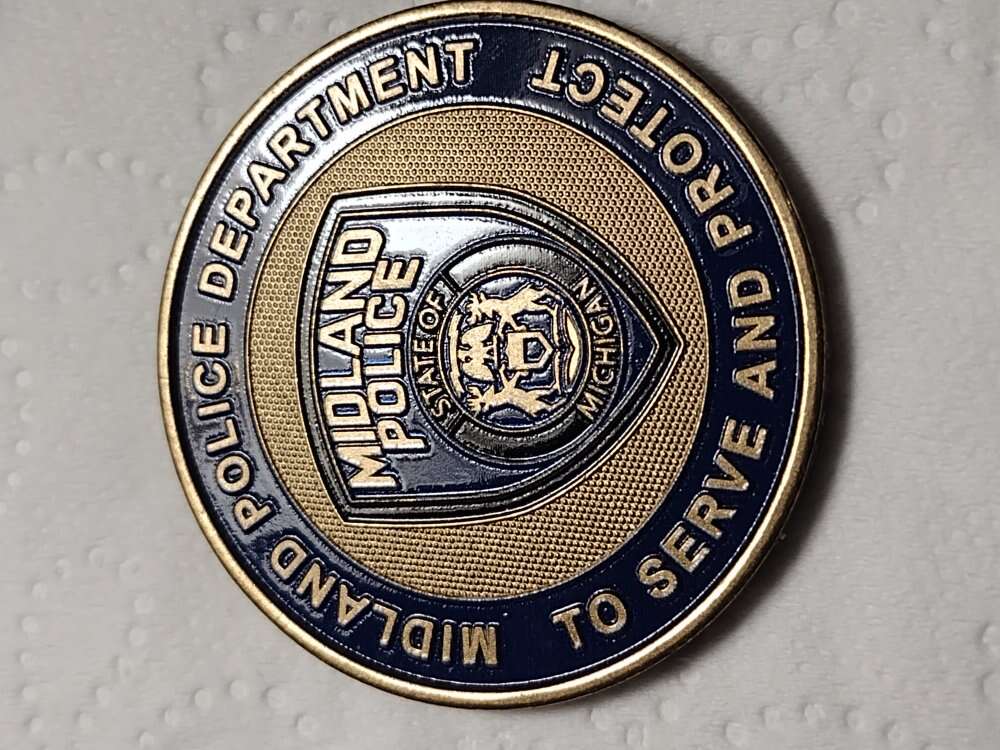 MIDLAND POLICE DEPARTMENT
MIDLAND
POLICE
STATE OF
MICHIGAN
TO SERVE AND PROTECT